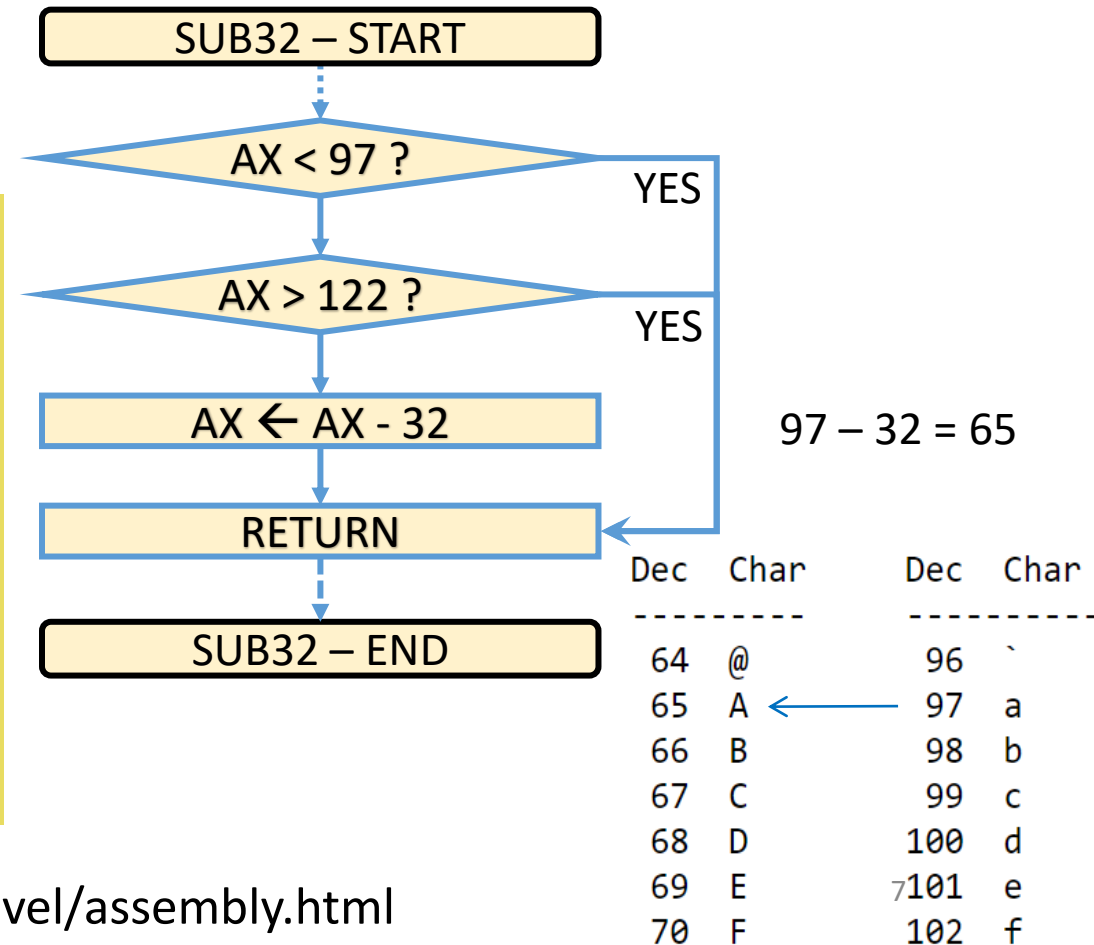 SUB32 – START
AX < 97 ?
YES
AX > 122 ?
YES
AX ← AX - 32
97 – 32 = 65
RETURN
SUB32 – END
Dec Char Dec Char
--------- ----------
64 @ 96 `
65 A 97 a
66 B 98 b
67 C 99 c
68 D 100 d
69 E 7 101 e
70 F 102 f
vel/assembly.html